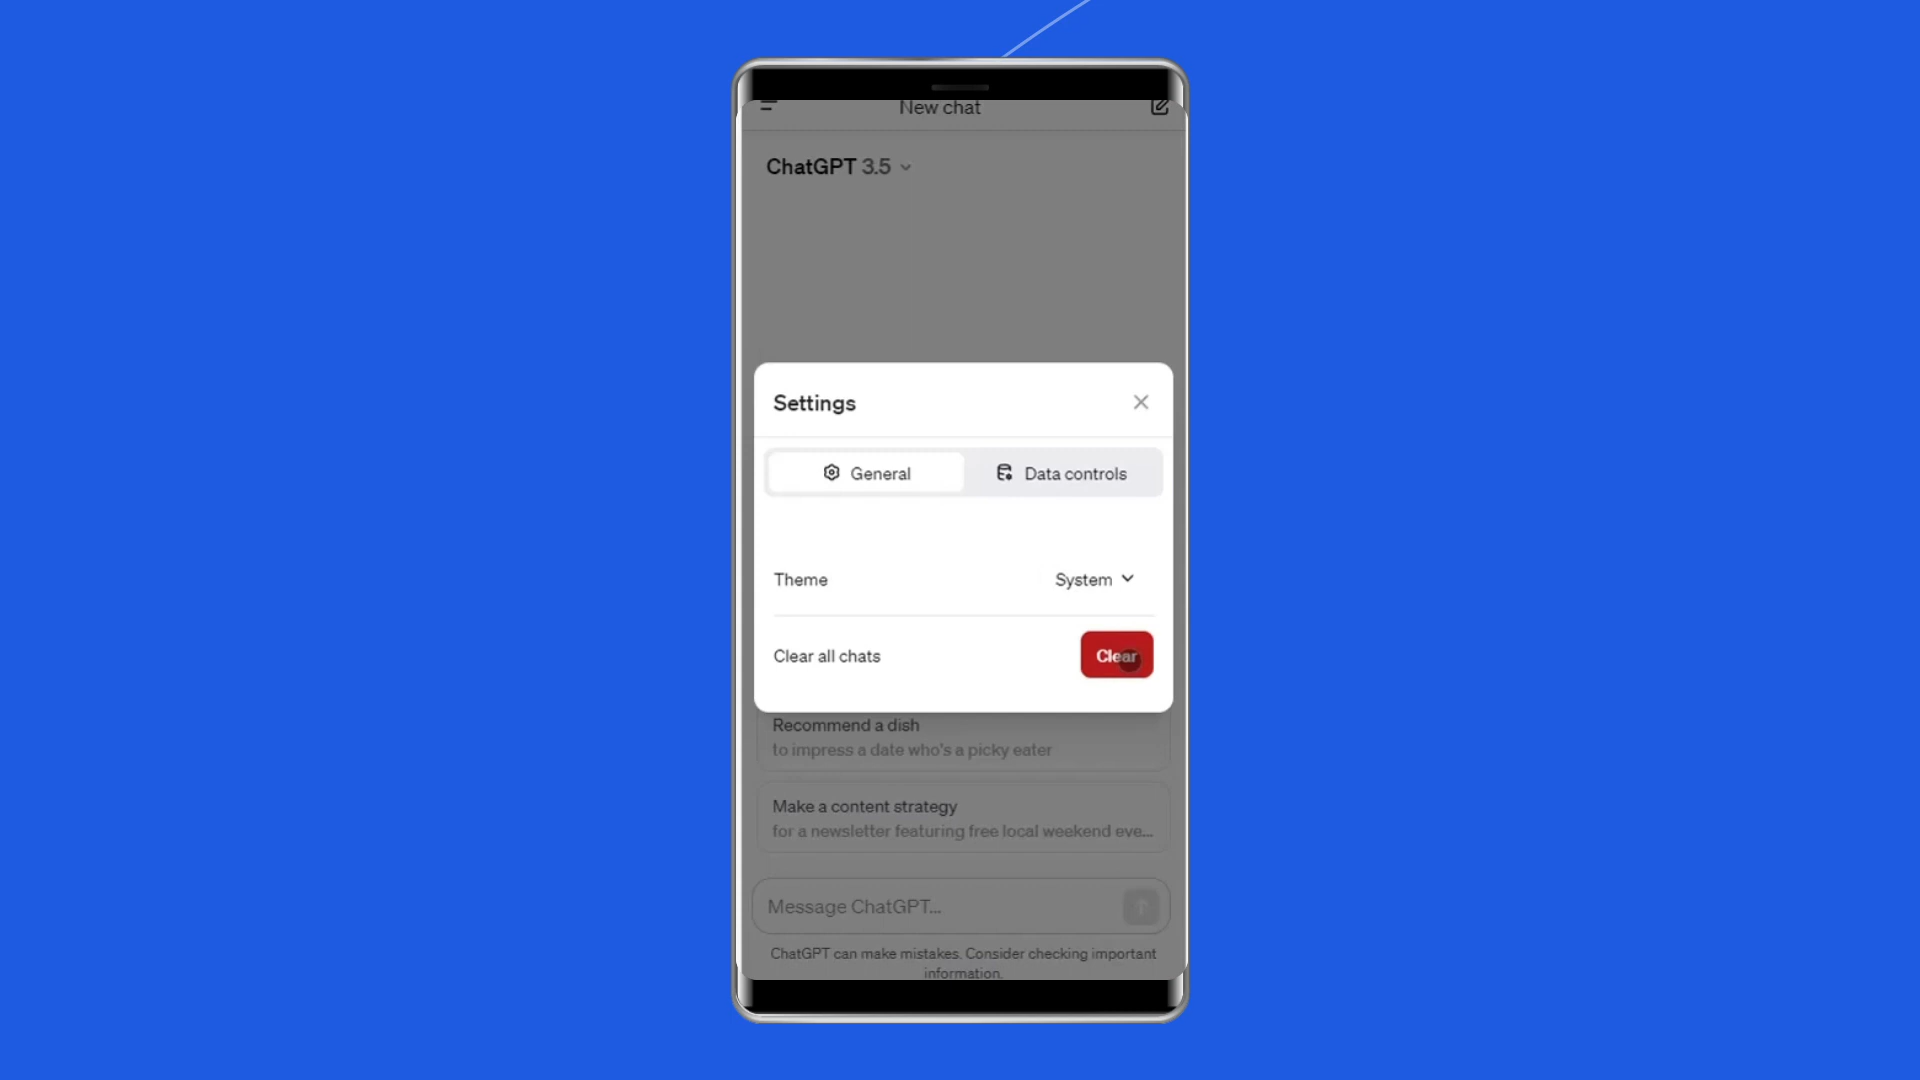 New chat
ChatGPT 3.5
Settings
General
Data controls
Theme
System
Clear all chats
Clear
Recommend a dish
to impress a date who's a picky eater
Make a content strategy
for a newsletter featuring free local weekend eve...
Message ChatGPT...
ChatGPT can make mistakes. Consider checking important
information.